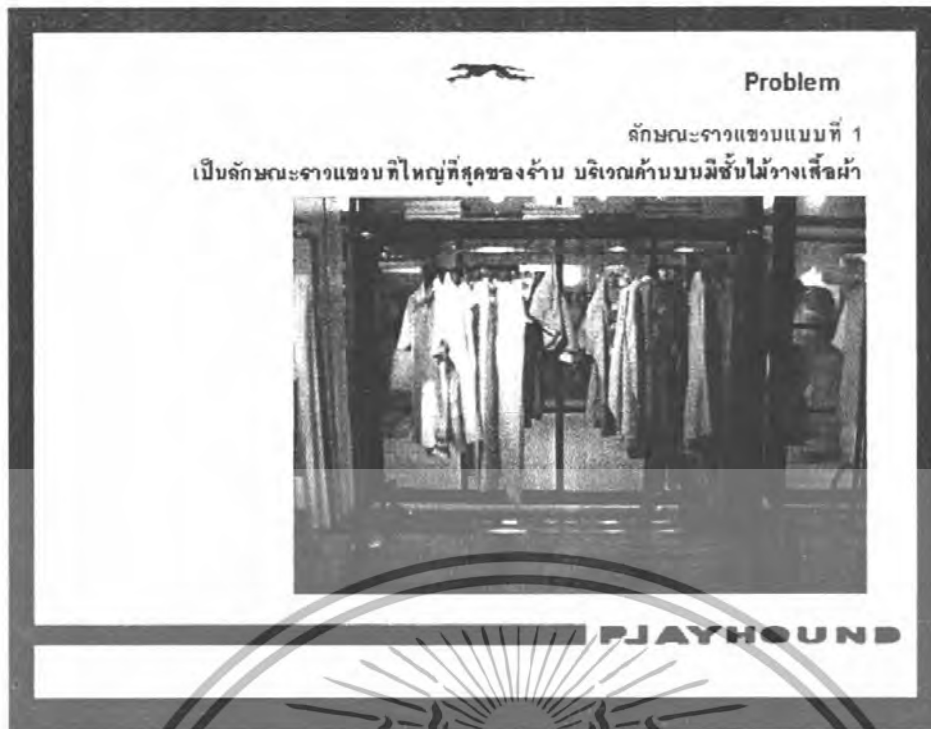 Problem
ลักษณะราวแขวนแบบที่ 1
เป็นลักษณะราวแขวนที่ใหญ่ที่สุดของร้าน บริเวณด้านบนมีชั้นไม้วางเสื้อผ้า
PLAYHOUND